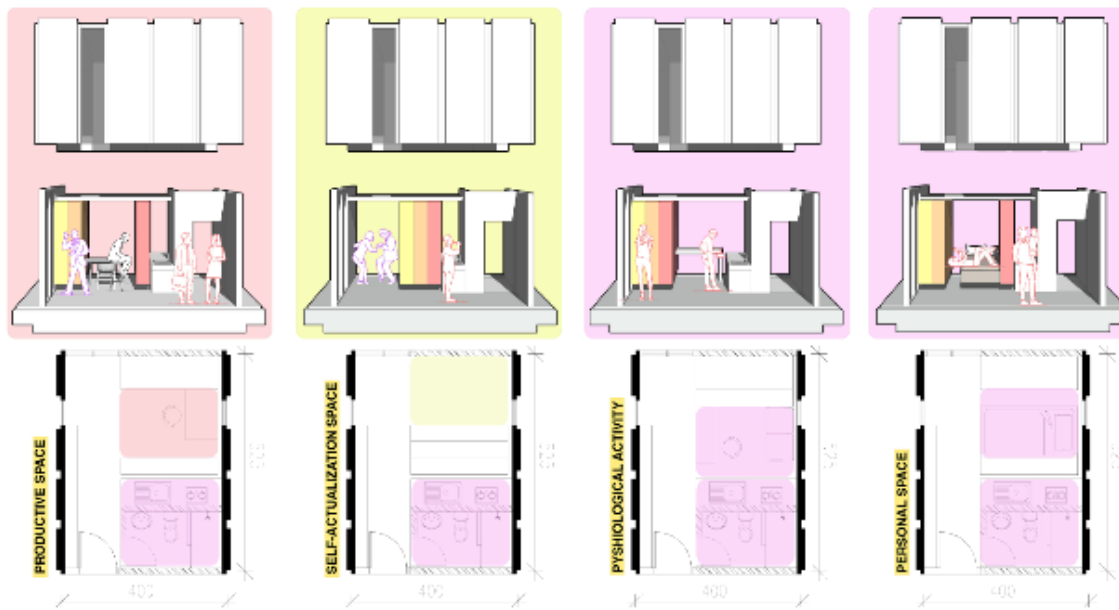 PRODUCTIVE SPACE
SELF-ACTUALIZATION SPACE
PYSHIOLOGICAL ACTIVITY
PERSONAL SPACE
400
400
400
400